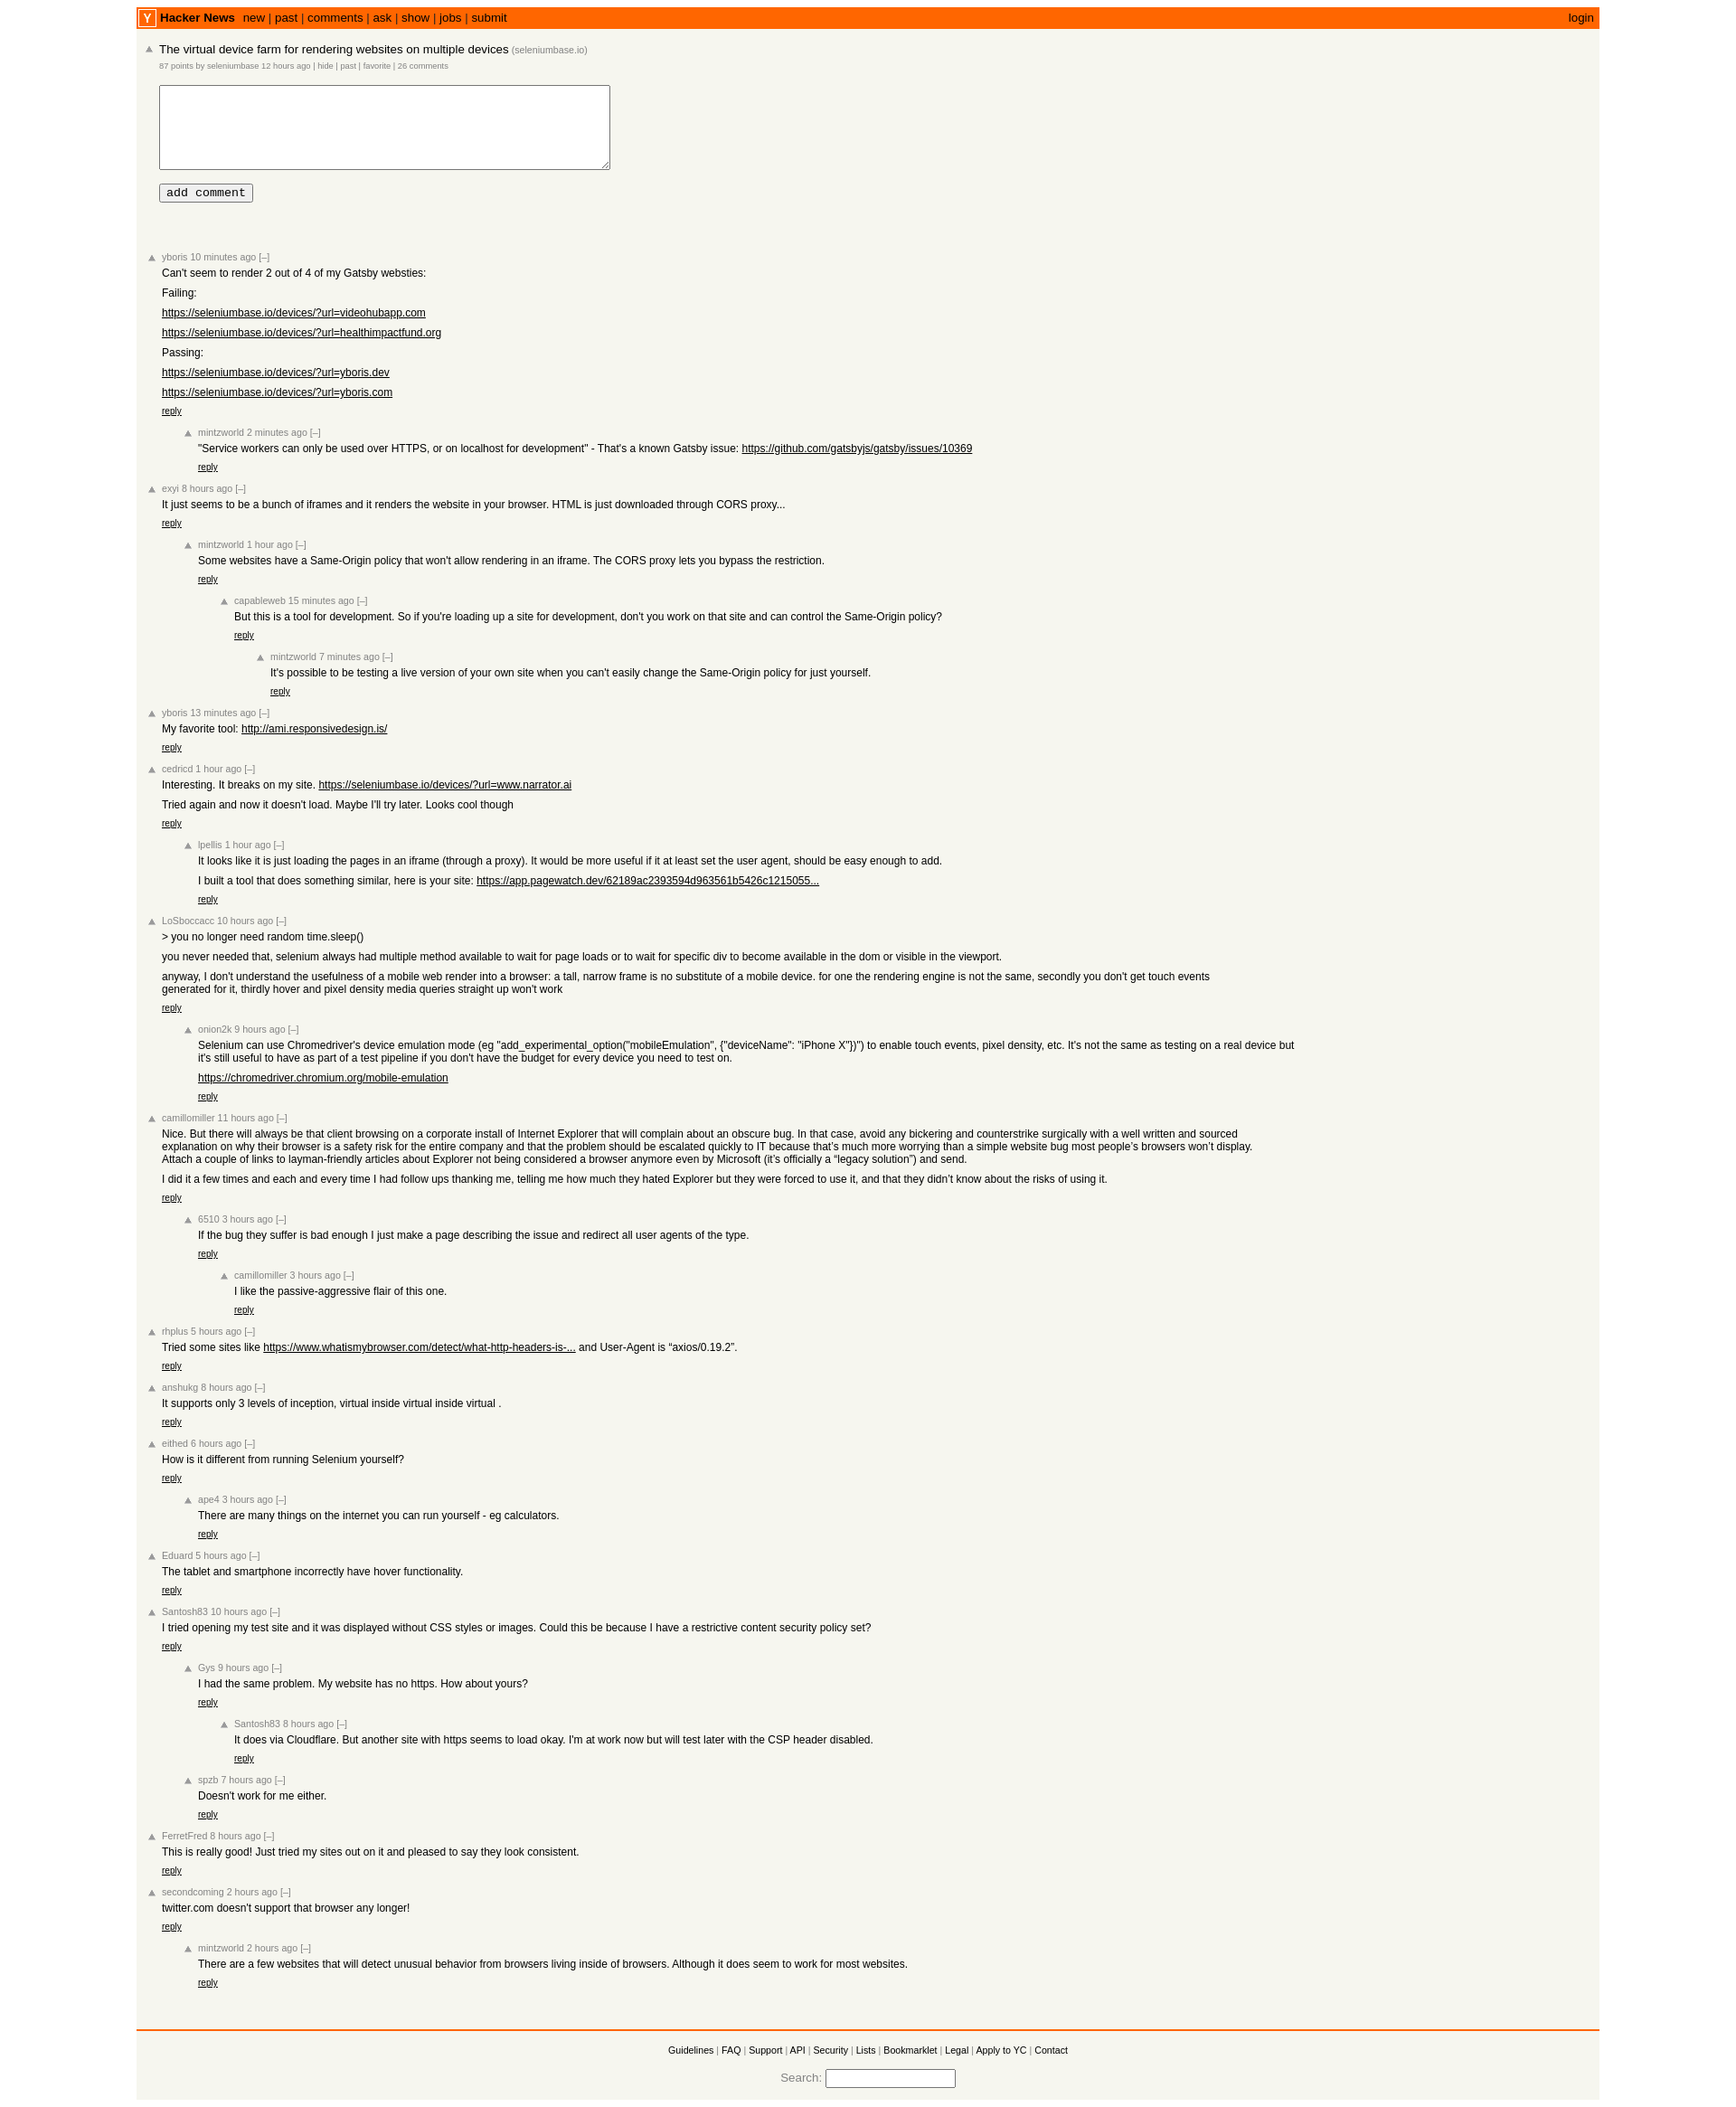 Y Hacker News new | past | comments | ask | show | jobs | submit login
The virtual device farm for rendering websites on multiple devices (seleniumbase.io)
87 points by seleniumbase 12 hours ago | hide | past | favorite | 26 comments
add comment
yboris 10 minutes ago [–]
Can't seem to render 2 out of 4 of my Gatsby websties:
Failing:
https://seleniumbase.io/devices/?url=videohubapp.com
https://seleniumbase.io/devices/?url=healthimpactfund.org
Passing:
https://seleniumbase.io/devices/?url=yboris.dev
https://seleniumbase.io/devices/?url=yboris.com
reply
mintzworld 2 minutes ago [–]
"Service workers can only be used over HTTPS, or on localhost for development" - That's a known Gatsby issue: https://github.com/gatsbyjs/gatsby/issues/10369
reply
exyi 8 hours ago [–]
It just seems to be a bunch of iframes and it renders the website in your browser. HTML is just downloaded through CORS proxy...
reply
mintzworld 1 hour ago [–]
Some websites have a Same-Origin policy that won't allow rendering in an iframe. The CORS proxy lets you bypass the restriction.
reply
capableweb 15 minutes ago [–]
But this is a tool for development. So if you're loading up a site for development, don't you work on that site and can control the Same-Origin policy?
reply
mintzworld 7 minutes ago [–]
It's possible to be testing a live version of your own site when you can't easily change the Same-Origin policy for just yourself.
reply
yboris 13 minutes ago [–]
My favorite tool: http://ami.responsivedesign.is/
reply
cedricd 1 hour ago [–]
Interesting. It breaks on my site. https://seleniumbase.io/devices/?url=www.narrator.ai
Tried again and now it doesn't load. Maybe I'll try later. Looks cool though
reply
lpellis 1 hour ago [–]
It looks like it is just loading the pages in an iframe (through a proxy). It would be more useful if it at least set the user agent, should be easy enough to add.
I built a tool that does something similar, here is your site: https://app.pagewatch.dev/62189ac2393594d963561b5426c1215055...
reply
LoSboccacc 10 hours ago [–]
> you no longer need random time.sleep()
you never needed that, selenium always had multiple method available to wait for page loads or to wait for specific div to become available in the dom or visible in the viewport.
anyway, I don't understand the usefulness of a mobile web render into a browser: a tall, narrow frame is no substitute of a mobile device. for one the rendering engine is not the same, secondly you don't get touch events
generated for it, thirdly hover and pixel density media queries straight up won't work
reply
onion2k 9 hours ago [–]
Selenium can use Chromedriver's device emulation mode (eg "add_experimental_option("mobileEmulation", {"deviceName": "iPhone X"})") to enable touch events, pixel density, etc. It's not the same as testing on a real device but
it's still useful to have as part of a test pipeline if you don't have the budget for every device you need to test on.
https://chromedriver.chromium.org/mobile-emulation
reply
camillomiller 11 hours ago [–]
Nice. But there will always be that client browsing on a corporate install of Internet Explorer that will complain about an obscure bug. In that case, avoid any bickering and counterstrike surgically with a well written and sourced
explanation on why their browser is a safety risk for the entire company and that the problem should be escalated quickly to IT because that’s much more worrying than a simple website bug most people’s browsers won’t display.
Attach a couple of links to layman-friendly articles about Explorer not being considered a browser anymore even by Microsoft (it’s officially a “legacy solution”) and send.
I did it a few times and each and every time I had follow ups thanking me, telling me how much they hated Explorer but they were forced to use it, and that they didn’t know about the risks of using it.
reply
6510 3 hours ago [–]
If the bug they suffer is bad enough I just make a page describing the issue and redirect all user agents of the type.
reply
camillomiller 3 hours ago [–]
I like the passive-aggressive flair of this one.
reply
rhplus 5 hours ago [–]
Tried some sites like https://www.whatismybrowser.com/detect/what-http-headers-is-... and User-Agent is “axios/0.19.2”.
reply
anshukg 8 hours ago [–]
It supports only 3 levels of inception, virtual inside virtual inside virtual .
reply
eithed 6 hours ago [–]
How is it different from running Selenium yourself?
reply
ape4 3 hours ago [–]
There are many things on the internet you can run yourself - eg calculators.
reply
Eduard 5 hours ago [–]
The tablet and smartphone incorrectly have hover functionality.
reply
Santosh83 10 hours ago [–]
I tried opening my test site and it was displayed without CSS styles or images. Could this be because I have a restrictive content security policy set?
reply
Gys 9 hours ago [–]
I had the same problem. My website has no https. How about yours?
reply
Santosh83 8 hours ago [–]
It does via Cloudflare. But another site with https seems to load okay. I'm at work now but will test later with the CSP header disabled.
reply
spzb 7 hours ago [–]
Doesn't work for me either.
reply
FerretFred 8 hours ago [–]
This is really good! Just tried my sites out on it and pleased to say they look consistent.
reply
secondcoming 2 hours ago [–]
twitter.com doesn't support that browser any longer!
reply
mintzworld 2 hours ago [–]
There are a few websites that will detect unusual behavior from browsers living inside of browsers. Although it does seem to work for most websites.
reply
Guidelines | FAQ | Support | API | Security | Lists | Bookmarklet | Legal | Apply to YC | Contact
Search: